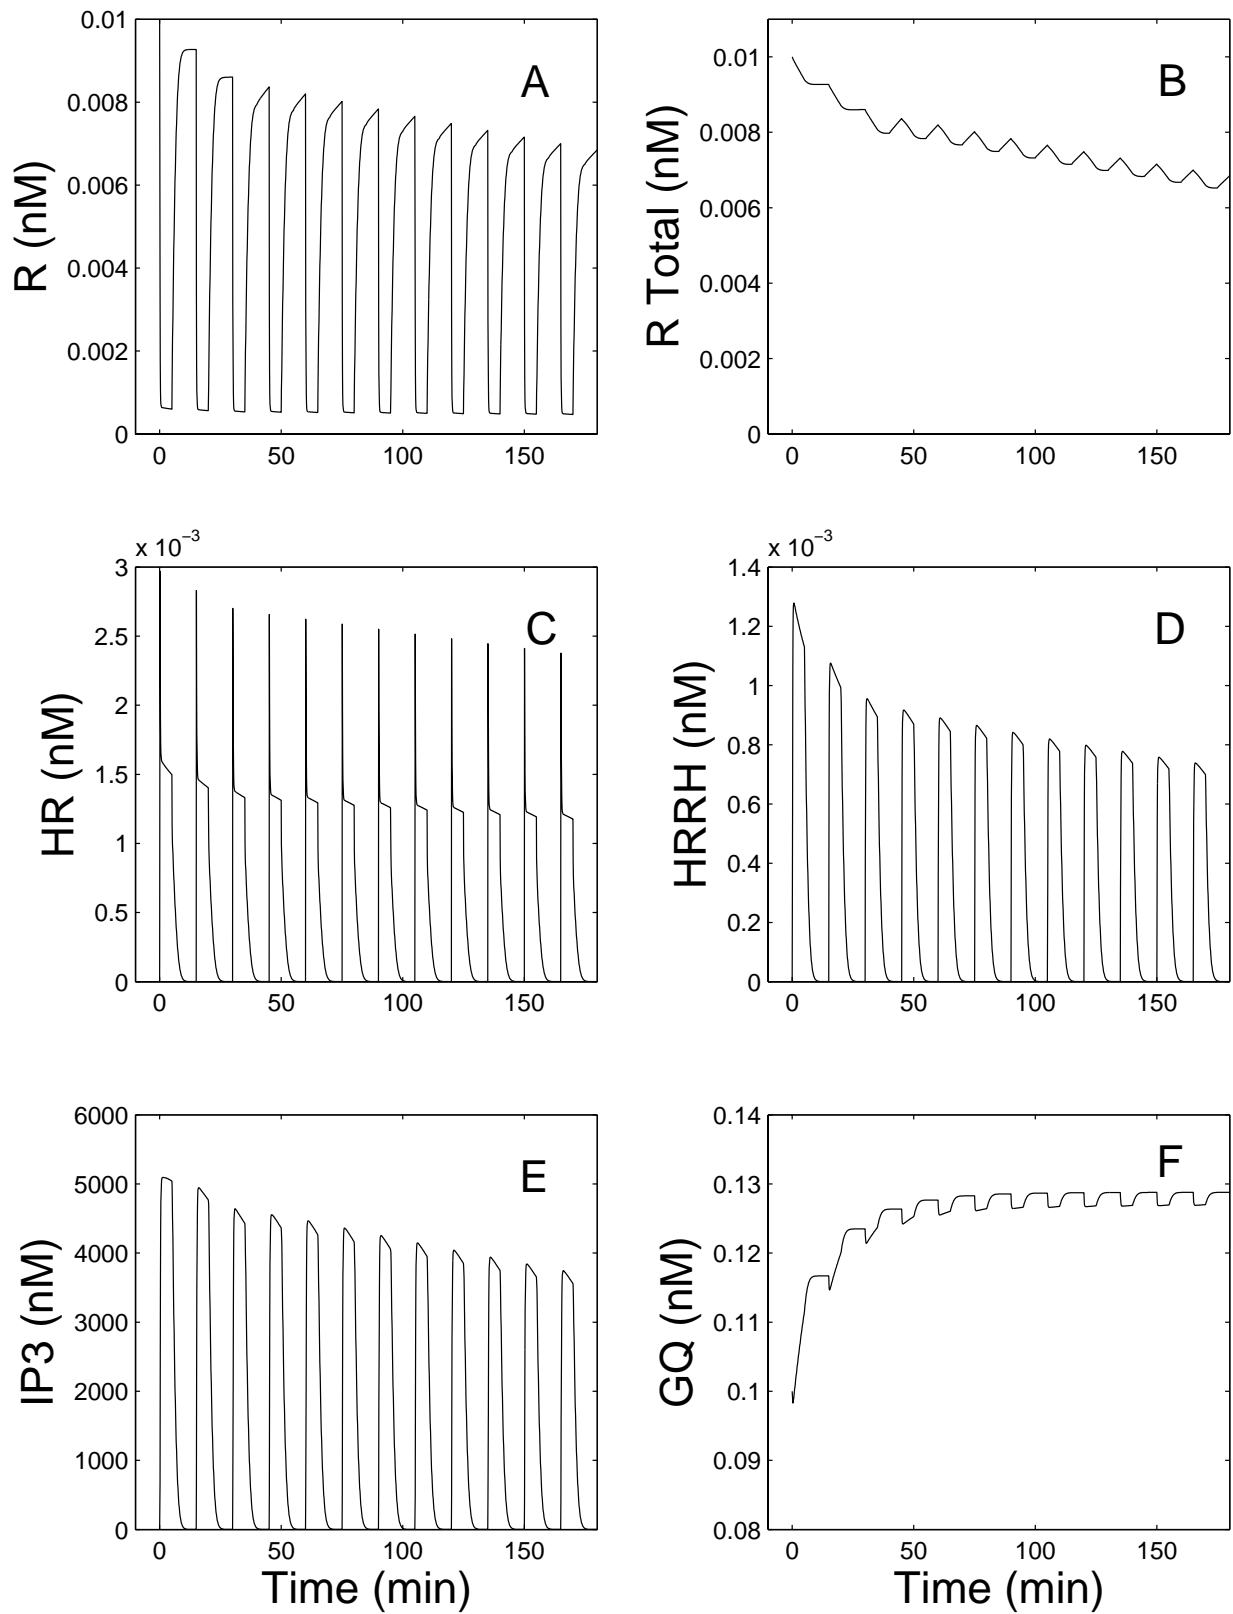 A
R (nM)
0.01
0.008
0.006
0.004
0.002
0
0 50 100 150
B
R Total (nM)
0.01
0.008
0.006
0.004
0.002
0
0 50 100 150
C
HR (nM)
x 10−3
3
2.5
2
1.5
1
0.5
0
0 50 100 150
D
HRRH (nM)
x 10−3
1.4
1.2
1
0.8
0.6
0.4
0.2
0
0 50 100 150
E
IP3 (nM)
6000
5000
4000
3000
2000
1000
0
0 50 100 150
Time (min)
F
GQ (nM)
0.14
0.13
0.12
0.11
0.1
0.09
0.08
0 50 100 150
Time (min)